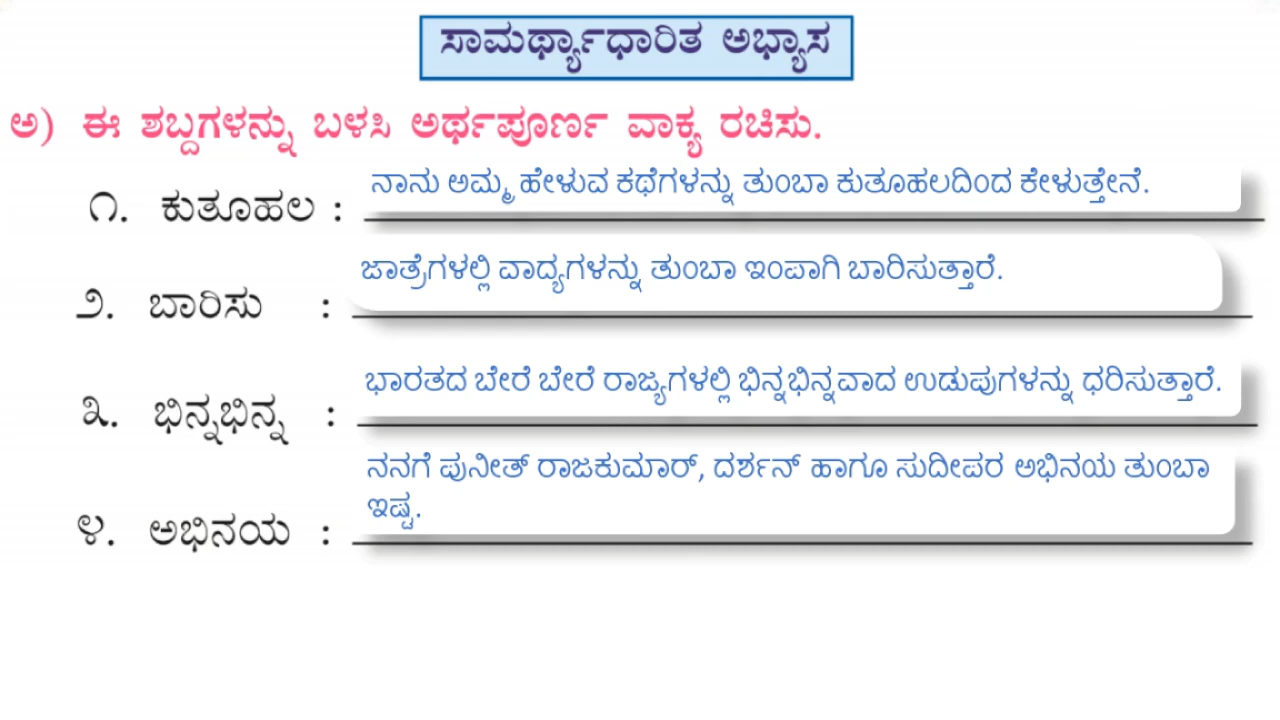 ಸಾಮರ್ಥ್ಯಾಧಾರಿತ ಅಭ್ಯಾಸ
ಅ) ಈ ಶಬ್ದಗಳನ್ನು ಬಳಸಿ ಅರ್ಥಪೂರ್ಣ ವಾಕ್ಯ ರಚಿಸು.
೧. ಕುತೂಹಲ : ನಾನು ಅಮ್ಮ ಹೇಳುವ ಕಥೆಗಳನ್ನು ತುಂಬಾ ಕುತೂಹಲದಿಂದ ಕೇಳುತ್ತೇನೆ.
೨. ಬಾರಿಸು : ಜಾತ್ರೆಗಳಲ್ಲಿ ವಾದ್ಯಗಳನ್ನು ತುಂಬಾ ಇಂಪಾಗಿ ಬಾರಿಸುತ್ತಾರೆ.
೩. ಭಿನ್ನಭಿನ್ನ : ಭಾರತದ ಬೇರೆ ಬೇರೆ ರಾಜ್ಯಗಳಲ್ಲಿ ಭಿನ್ನಭಿನ್ನವಾದ ಉಡುಪುಗಳನ್ನು ಧರಿಸುತ್ತಾರೆ.
೪. ಅಭಿನಯ : ನನಗೆ ಪುನೀತ್ ರಾಜಕುಮಾರ್, ದರ್ಶನ್ ಹಾಗೂ ಸುದೀಪರ ಅಭಿನಯ ತುಂಬಾ
ಇಷ್ಟ.